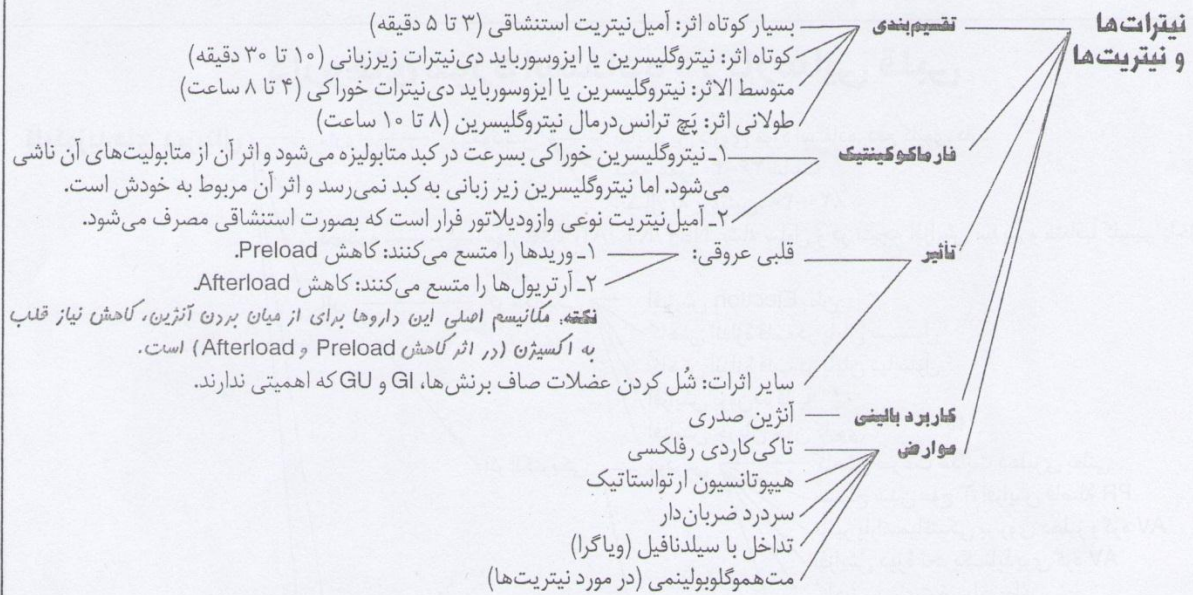 نیترات‌ها
و نیتریت‌ها
تقسیم‌بندی
بسیار کوتاه اثر: آمیل‌نیتریت استنشاقی (۳ تا ۵ دقیقه)
کوتاه اثر: نیتروگلیسرین یا ایزوسورباید دی‌نیترات زیرزبانی (۱۰ تا ۳۰ دقیقه)
متوسط الاثر: نیتروگلیسرین یا ایزوسورباید دی‌نیترات خوراکی (۴ تا ۸ ساعت)
طولانی اثر: پَچ ترانس‌درمال نیتروگلیسرین (۸ تا ۱۰ ساعت)
فارماکوکینتیک
۱ـ نیتروگلیسرین خوراکی بسرعت در کبد متابولیزه می‌شود و اثر آن از متابولیت‌های آن ناشی
می‌شود. اما نیتروگلیسرین زیر زبانی به کبد نمی‌رسد و اثر آن مربوط به خودش است.
۲ـ آمیل‌نیتریت نوعی وازودیلاتور فرار است که بصورت استنشاقی مصرف می‌شود.
تأثیر
قلبی عروقی:
۱ـ وریدها را متسع می‌کنند: کاهش Preload.
۲ـ آرتریول‌ها را متسع می‌کنند: کاهش Afterload.
نکته: مکانیسم اصلی این داروها برای از میان بردن آنژین، کاهش نیاز قلب
به اکسیژن (در اثر کاهش Preload و Afterload) است.
سایر اثرات: شُل کردن عضلات صاف برنش‌ها، GI و GU که اهمیتی ندارند.
کاربرد بالینی
آنژین صدری
عوارض
تاکی‌کاردی رفلکسی
هیپوتانسیون ارتواستاتیک
سردرد ضربان‌دار
تداخل با سیلدنافیل (ویاگرا)
مت‌هموگلوبولینمی (در مورد نیتریت‌ها)